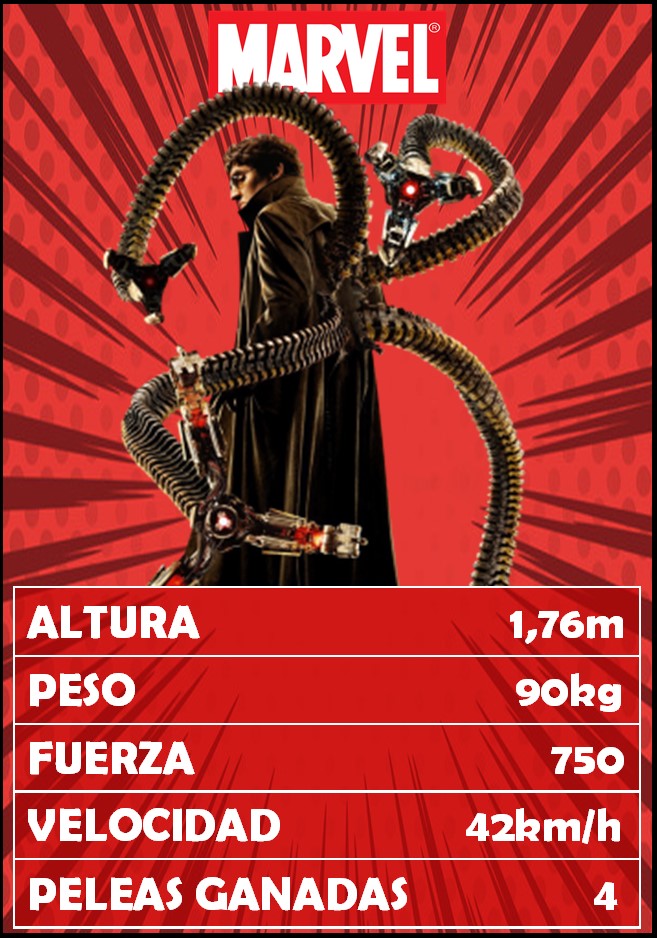 MARVEL®
ALTURA 1,76m
PESO 90kg
FUERZA 750
VELOCIDAD 42km/h
PELEAS GANADAS 4